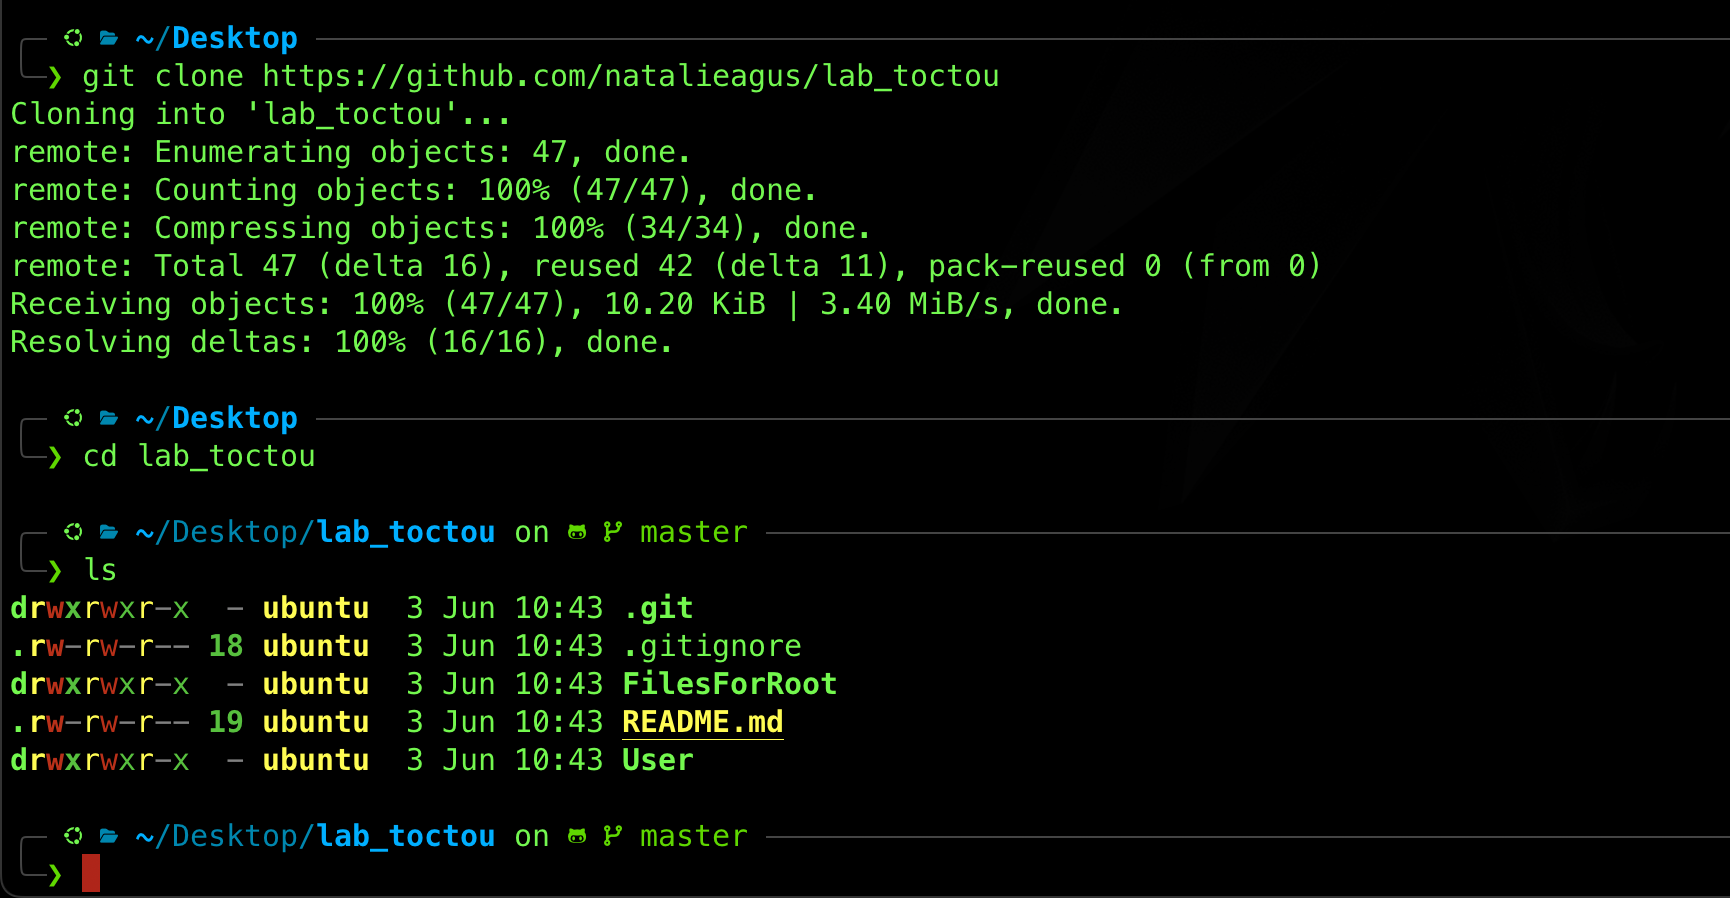 ~/Desktop
❯ git clone https://github.com/natalieagus/lab_toctou
Cloning into 'lab_toctou'...
remote: Enumerating objects: 47, done.
remote: Counting objects: 100% (47/47), done.
remote: Compressing objects: 100% (34/34), done.
remote: Total 47 (delta 16), reused 42 (delta 11), pack-reused 0 (from 0)
Receiving objects: 100% (47/47), 10.20 KiB | 3.40 MiB/s, done.
Resolving deltas: 100% (16/16), done.
~/Desktop
❯ cd lab_toctou
~/Desktop/lab_toctou on master
❯ ls
drwxrwxr-x  - ubuntu  3 Jun 10:43 .git
.rw-rw-r-- 18 ubuntu  3 Jun 10:43 .gitignore
drwxrwxr-x  - ubuntu  3 Jun 10:43 FilesForRoot
.rw-rw-r-- 19 ubuntu  3 Jun 10:43 README.md
drwxrwxr-x  - ubuntu  3 Jun 10:43 User
~/Desktop/lab_toctou on master
❯